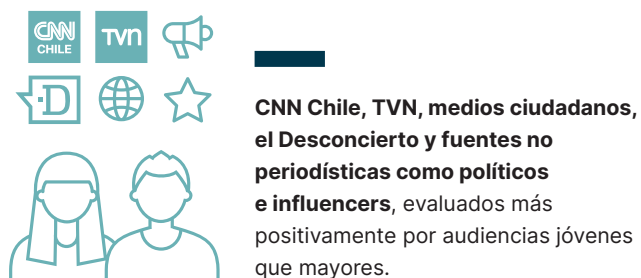 CNN
CHILE
TVN
D
CNN Chile, TVN, medios ciudadanos,
el Desconcierto y fuentes no
periodísticas como políticos
e influencers, evaluados más
positivamente por audiencias jóvenes
que mayores.